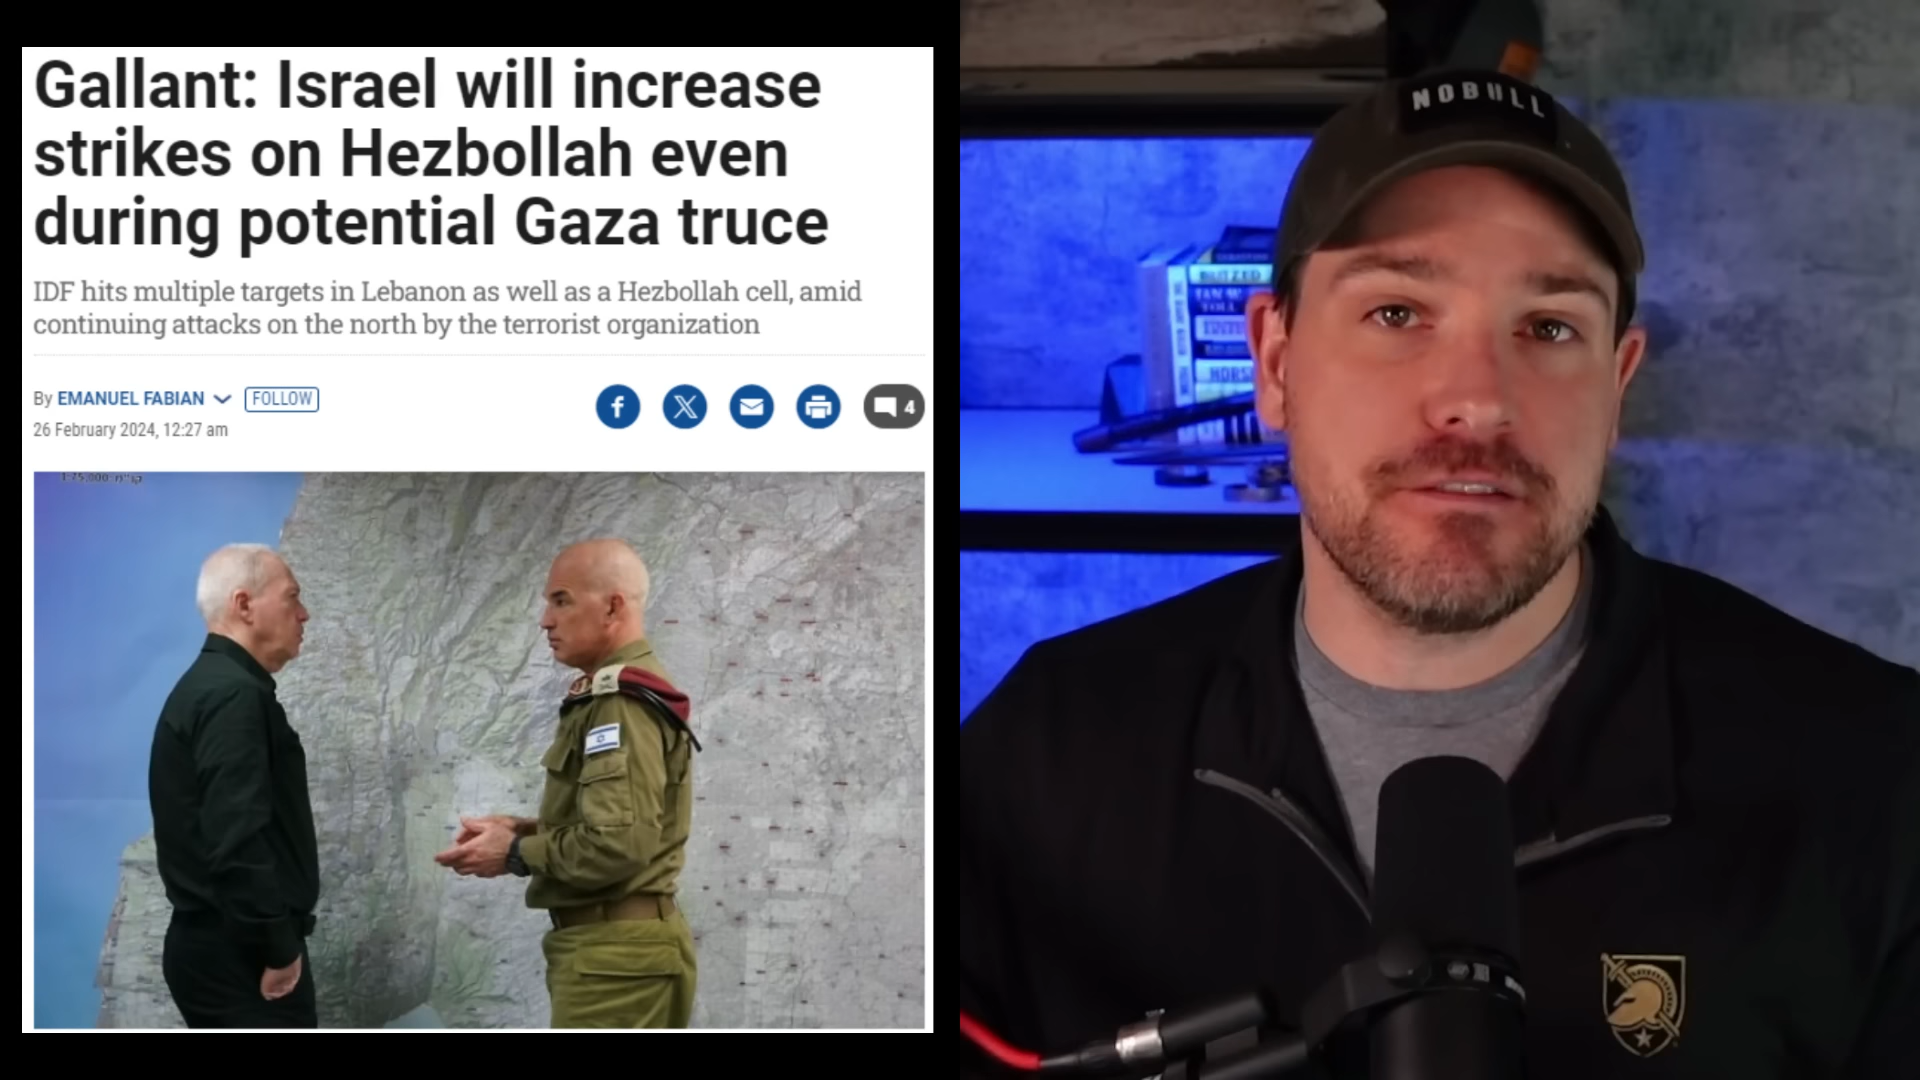 Gallant: Israel will increase
strikes on Hezbollah even
during potential Gaza truce
IDF hits multiple targets in Lebanon as well as a Hezbollah cell, amid
continuing attacks on the north by the terrorist organization
By EMANUEL FABIAN
FOLLOW
26 February 2024, 12:27 am
4
NOBULL
BLITZED